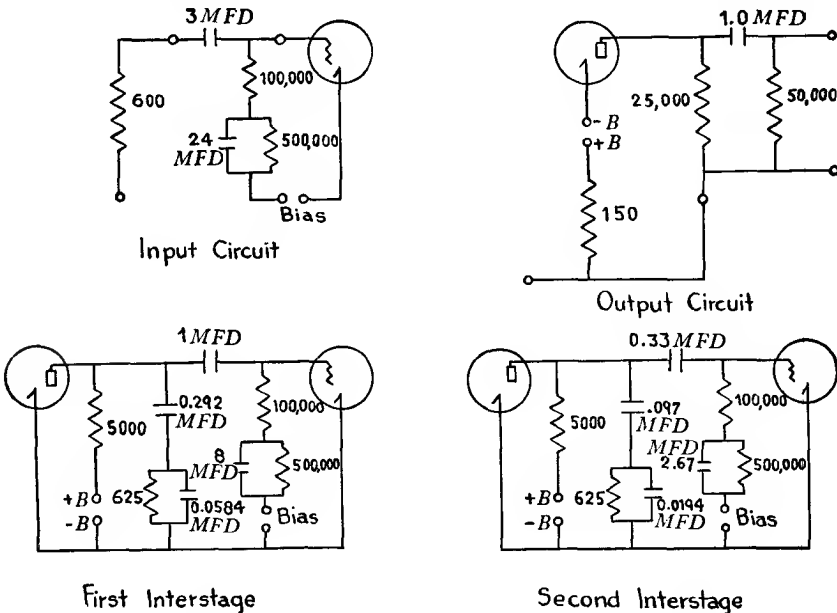 3 MFD
600
100,000
24
MFD
500,000
Bias
Input Circuit
1.0 MFD
25,000
50,000
-B
+B
150
Output Circuit
1 MFD
5000
0.292
MFD
100,000
8
MFD
500,000
625
0.0584
MFD
+B
-B
Bias
First Interstage
0.33 MFD
5000
.097
MFD
100,000
MFD
2.67
500,000
625
0.0194
MFD
+B
-B
Bias
Second Interstage